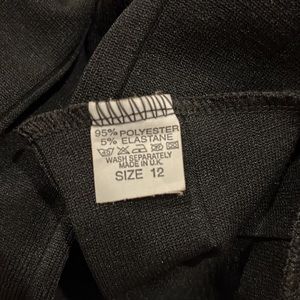 95% POLYESTER
5% ELASTANE
WASH SEPARATELY
MADE IN U.K.
SIZE 12